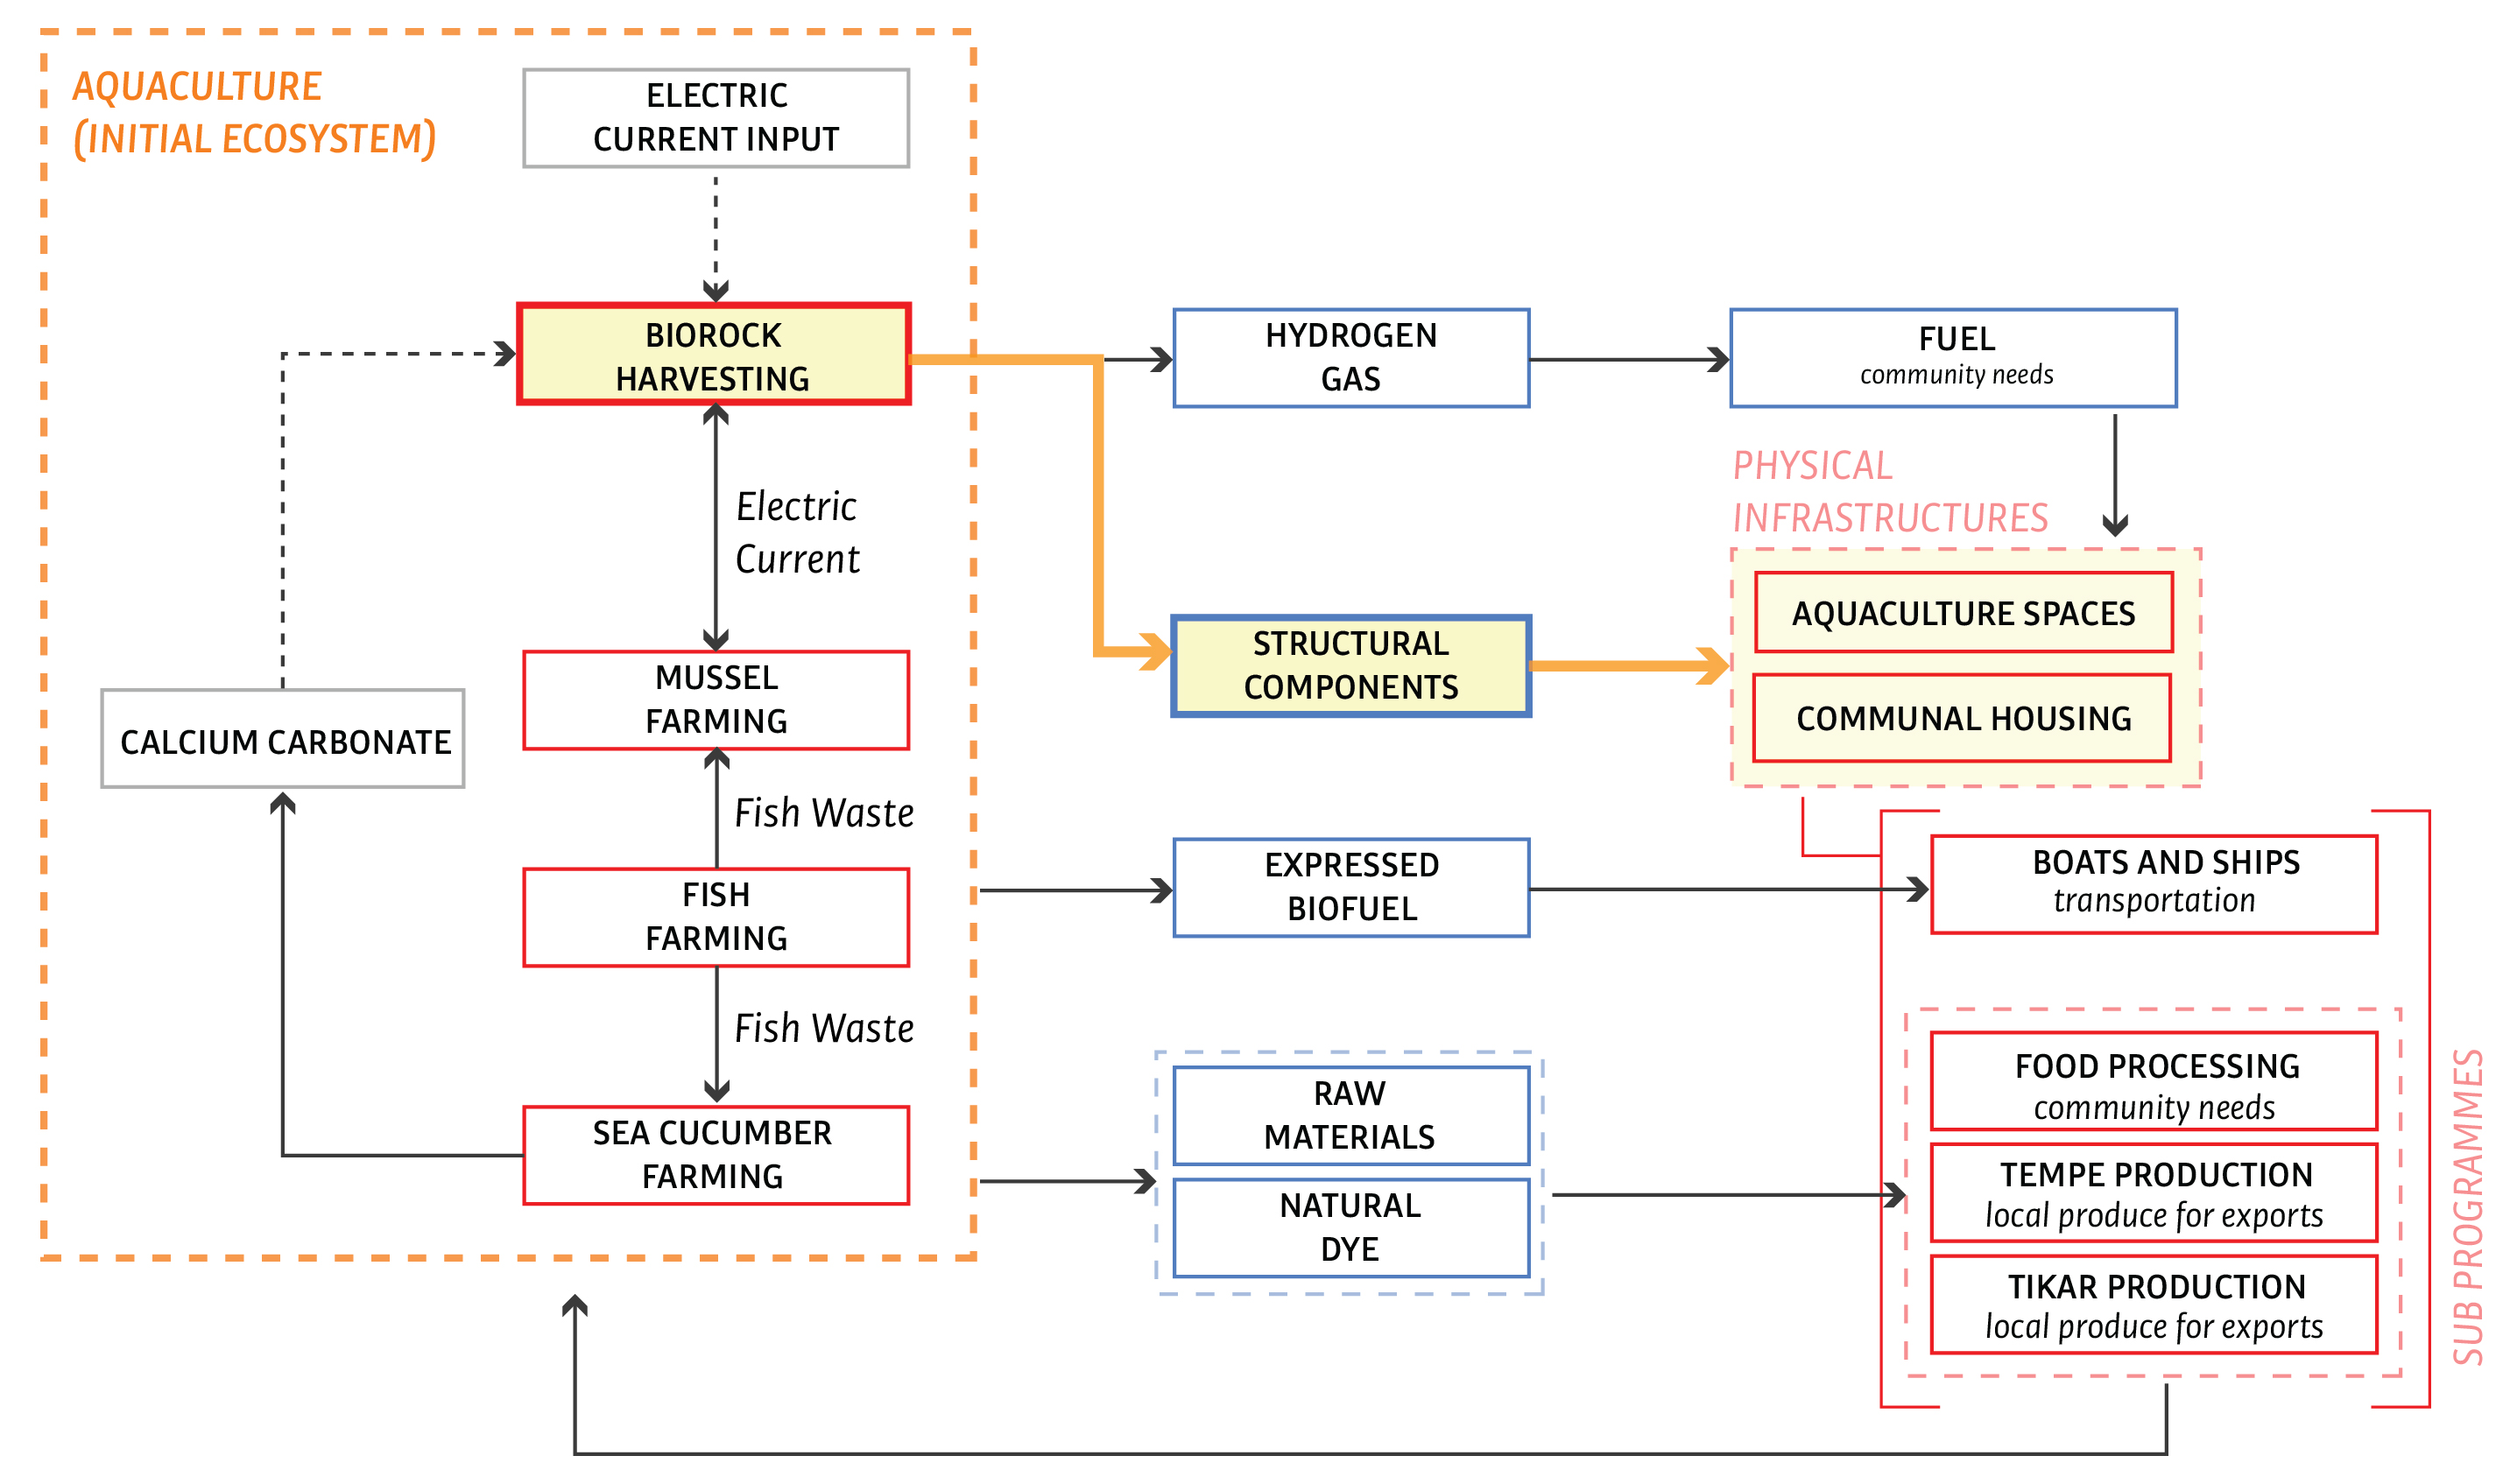 AQUACULTURE
(INITIAL ECOSYSTEM)
ELECTRIC
CURRENT INPUT
BIOROCK
HARVESTING
Electric
Current
MUSSEL
FARMING
CALCIUM CARBONATE
Fish Waste
FISH
FARMING
Fish Waste
SEA CUCUMBER
FARMING
HYDROGEN
GAS
FUEL
community needs
STRUCTURAL
COMPONENTS
PHYSICAL
INFRASTRUCTURES
AQUACULTURE SPACES
COMMUNAL HOUSING
EXPRESSED
BIOFUEL
BOATS AND SHIPS
transportation
RAW
MATERIALS
NATURAL
DYE
FOOD PROCESSING
community needs
TEMPE PRODUCTION
local produce for exports
TIKAR PRODUCTION
local produce for exports
SUB PROGRAMMES